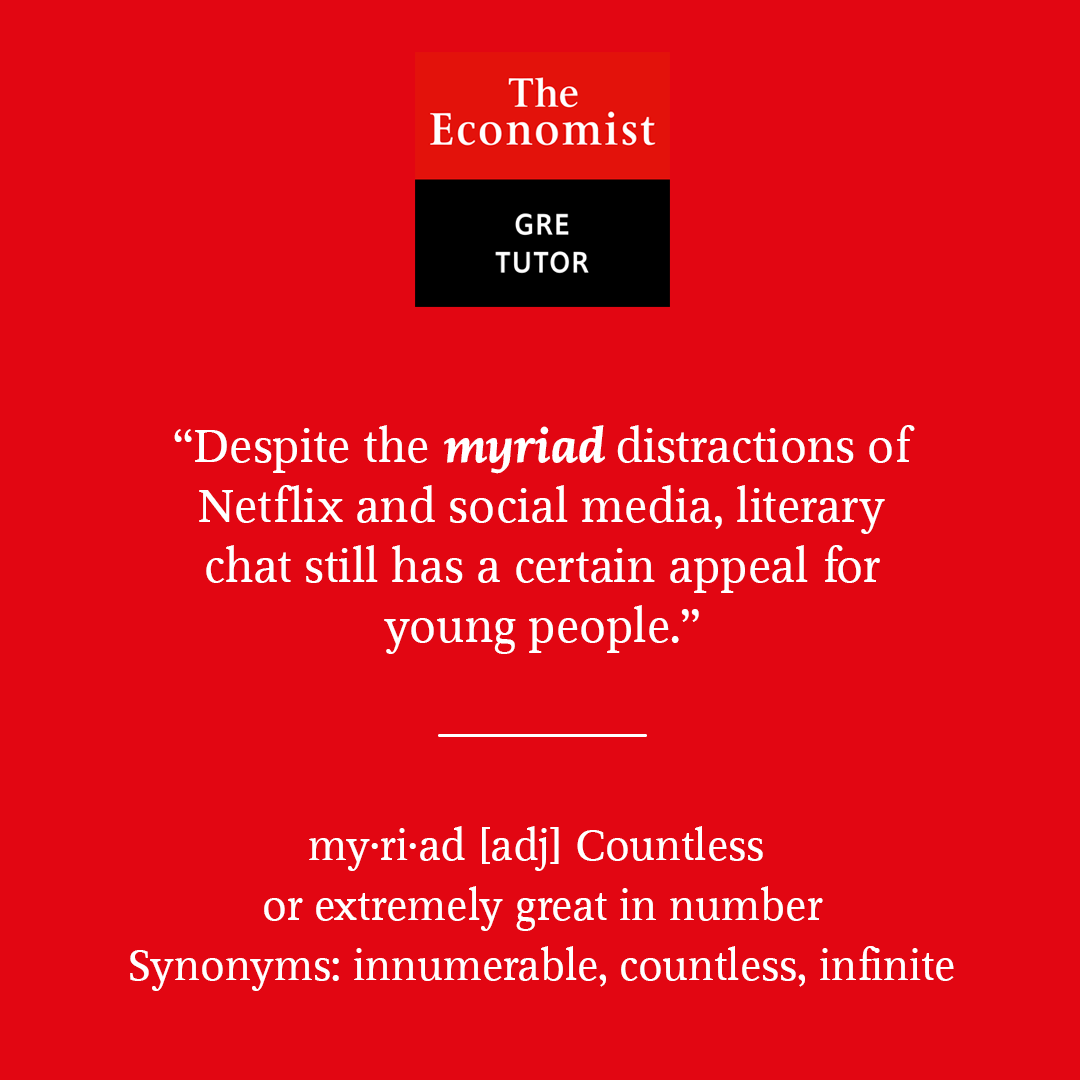 The
Economist
GRE
TUTOR
“Despite the myriad distractions of
Netflix and social media, literary
chat still has a certain appeal for
young people.”
my·ri·ad [adj] Countless
or extremely great in number
Synonyms: innumerable, countless, infinite